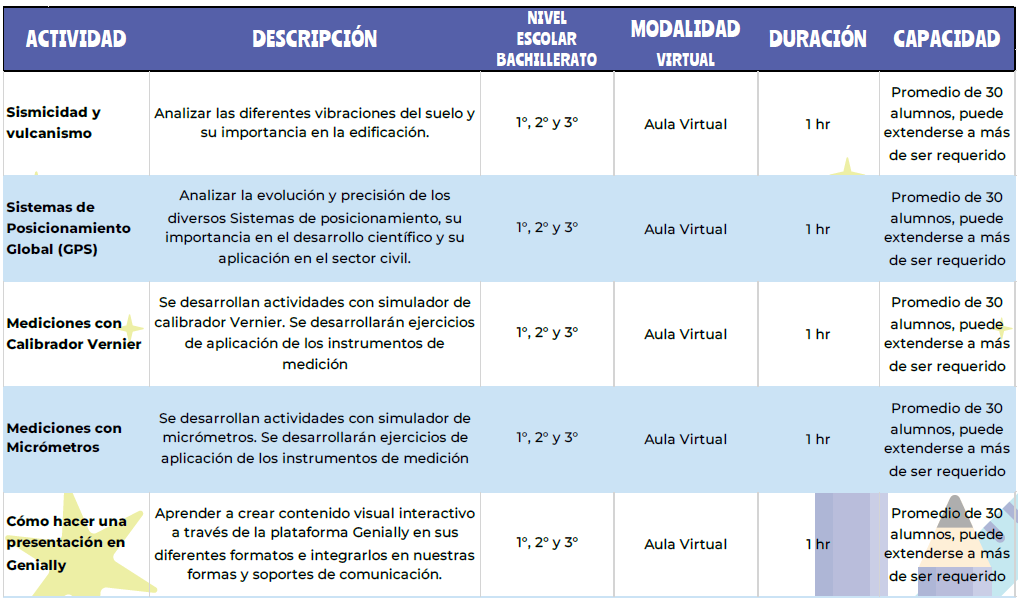 ACTIVIDAD
DESCRIPCIÓN
NIVEL
ESCOLAR
BACHILLERATO
MODALIDAD
VIRTUAL
DURACIÓN
CAPACIDAD
Sismicidad y
vulcanismo
Analizar las diferentes vibraciones del suelo y
su importancia en la edificación.
1°, 2° y 3°
Aula Virtual
1 hr
Promedio de 30
alumnos, puede
extenderse a más
de ser requerido
Sistemas de
Posicionamiento
Global (GPS)
Analizar la evolución y precisión de los
diversos Sistemas de posicionamiento, su
importancia en el desarrollo científico y su
aplicación en el sector civil.
1°, 2° y 3°
Aula Virtual
1 hr
Promedio de 30
alumnos, puede
extenderse a más
de ser requerido
Mediciones con
Calibrador Vernier
Se desarrollan actividades con simulador de
calibrador Vernier. Se desarrollarán ejercicios
de aplicación de los instrumentos de
medición
1°, 2° y 3°
Aula Virtual
1 hr
Promedio de 30
alumnos, puede
extenderse a más
de ser requerido
Mediciones con
Micrómetros
Se desarrollan actividades con simulador de
micrómetros. Se desarrollarán ejercicios de
aplicación de los instrumentos de medición
1°, 2° y 3°
Aula Virtual
1 hr
Promedio de 30
alumnos, puede
extenderse a más
de ser requerido
Cómo hacer una
presentación en
Genially
Aprender a crear contenido visual interactivo
a través de la plataforma Genially en sus
diferentes formatos e integrarlos en nuestras
formas y soportes de comunicación.
1°, 2° y 3°
Aula Virtual
1 hr
Promedio de 30
alumnos, puede
extenderse a más
de ser requerido